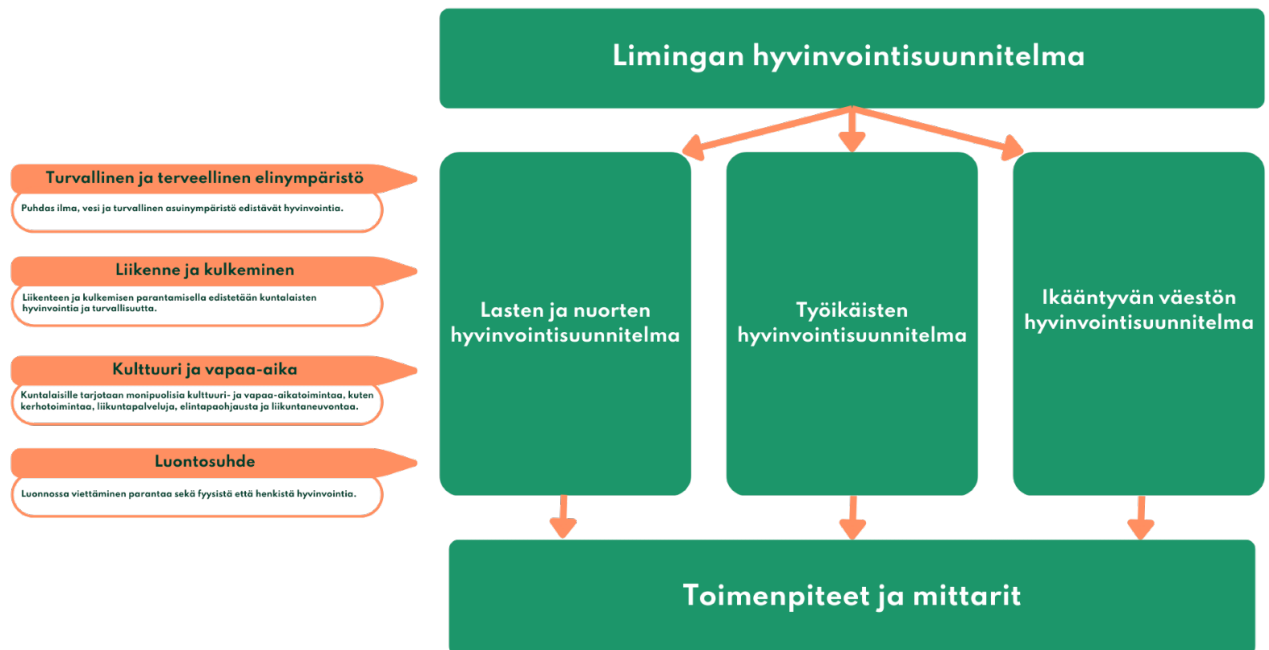 Limingan hyvinvointisuunnitelma
Turvallinen ja terveellinen elinympäristö
Puhdas ilma, vesi ja turvallinen asuinympäristö edistävät hyvinvointia.
Liikenne ja kulkeminen
Liikenteen ja kulkemisen parantamisella edistetään kuntalaisten
hyvinvointia ja turvallisuutta.
Kulttuuri ja vapaa-aika
Kuntalaisille tarjotaan monipuolisia kulttuuri- ja vapaa-aikatoimintaa, kuten
kerhotoimintaa, liikuntapalveluja, elintapaohjausta ja liikuntaneuvontaa.
Luontosuhde
Luonnossa viettäminen parantaa sekä fyysistä että henkistä hyvinvointia.
Lasten ja nuorten
hyvinvointisuunnitelma
Työikäisten
hyvinvointisuunnitelma
Ikääntyvän väestön
hyvinvointisuunnitelma
Toimenpiteet ja mittarit